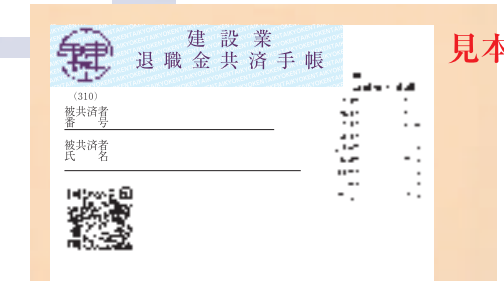 建設業
退職金共済手帳
見本
（310）
被共済者
番　　号
被共済者
氏　　名